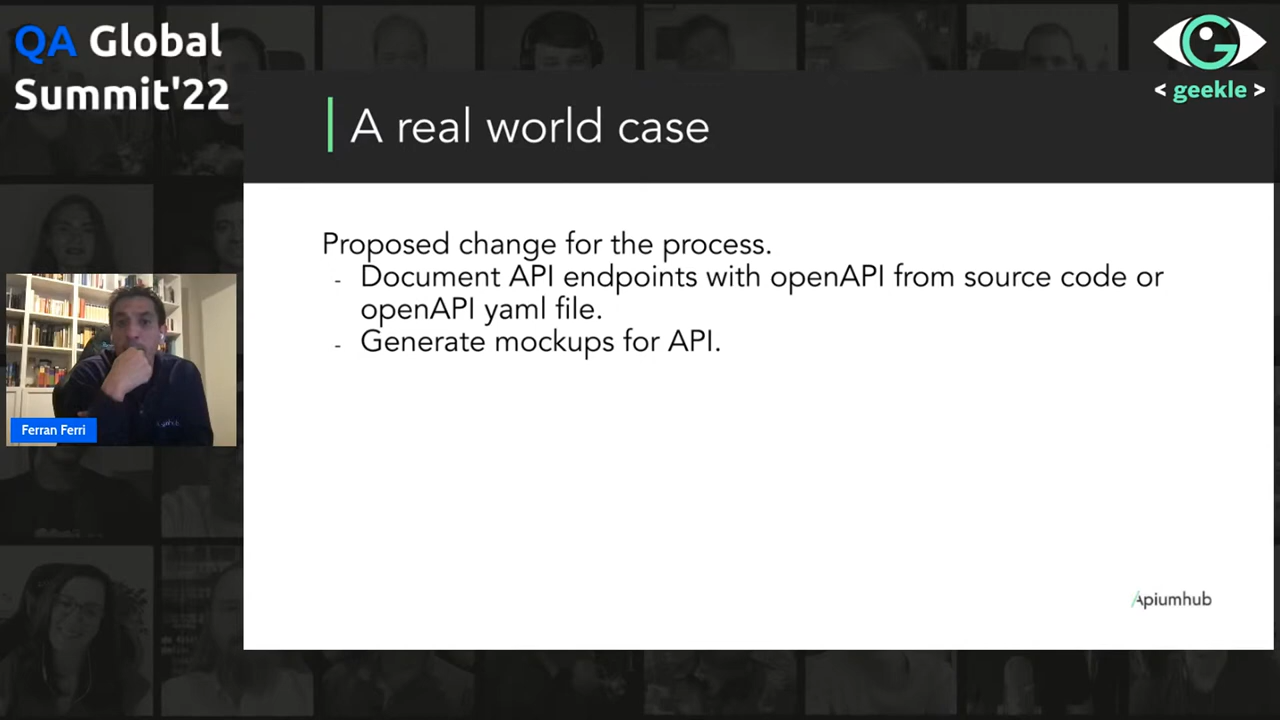 QA Global
Summit'22
geekle
< geekle >
A real world case
Proposed change for the process.
- Document API endpoints with openAPI from source code or
openAPI yaml file.
- Generate mockups for API.
Ferran Ferri
Apiumhub